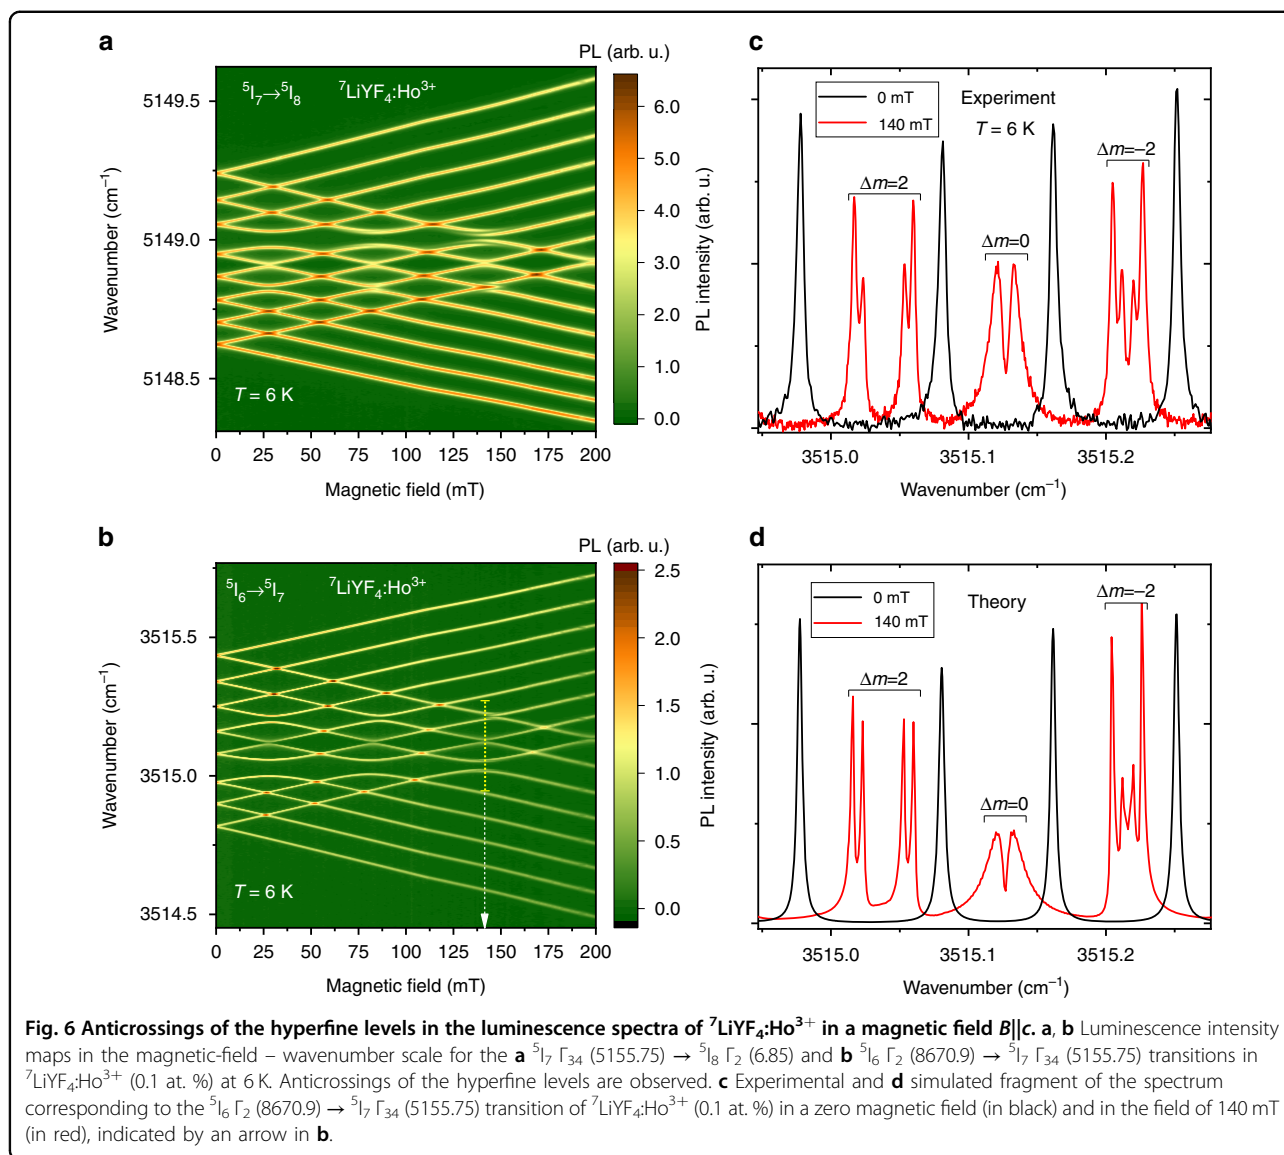 a
PL (arb. u.)
⁵I₇→⁵I₈
⁷LiYF₄:Ho³⁺
5149.5
5149.0
5148.5
Wavenumber (cm⁻¹)
T = 6 K
6.0
5.0
4.0
3.0
2.0
1.0
0.0
0 25 50 75 100 125 150 175 200
Magnetic field (mT)
c
0 mT
140 mT
Experiment
T = 6 K
Δm=2
Δm=0
Δm=−2
PL intensity (arb. u.)
3515.0 3515.1 3515.2
Wavenumber (cm⁻¹)
b
PL (arb. u.)
⁵I₆→⁵I₇
⁷LiYF₄:Ho³⁺
3515.5
3515.0
3514.5
Wavenumber (cm⁻¹)
T = 6 K
2.5
2.0
1.5
1.0
0.5
0.0
0 25 50 75 100 125 150 175 200
Magnetic field (mT)
d
0 mT
140 mT
Theory
Δm=2
Δm=0
Δm=−2
PL intensity (arb. u.)
3515.0 3515.1 3515.2
Wavenumber (cm⁻¹)
Fig. 6 Anticrossings of the hyperfine levels in the luminescence spectra of ⁷LiYF₄:Ho³⁺ in a magnetic field B||c. a, b Luminescence intensity
maps in the magnetic-field – wavenumber scale for the a ⁵I₇ Γ₃₄ (5155.75) → ⁵I₈ Γ₂ (6.85) and b ⁵I₆ Γ₂ (8670.9) → ⁵I₇ Γ₃₄ (5155.75) transitions in
⁷LiYF₄:Ho³⁺ (0.1 at. %) at 6 K. Anticrossings of the hyperfine levels are observed. c Experimental and d simulated fragment of the spectrum
corresponding to the ⁵I₆ Γ₂ (8670.9) → ⁵I₇ Γ₃₄ (5155.75) transition of ⁷LiYF₄:Ho³⁺ (0.1 at. %) in a zero magnetic field (in black) and in the field of 140 mT
(in red), indicated by an arrow in b.